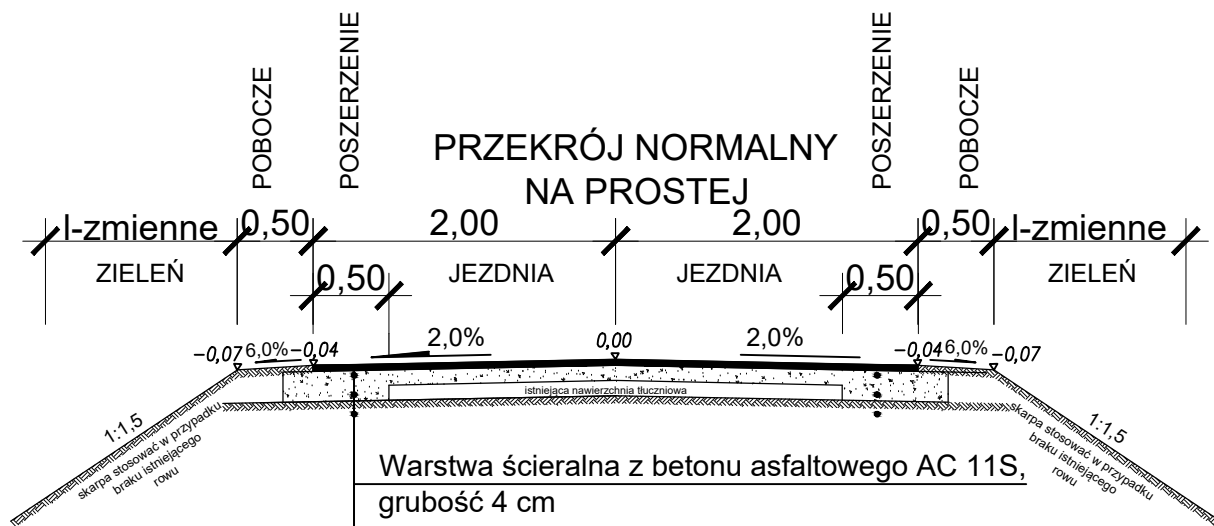 POBOCZE
POSZERZENIE
POSZERZENIE
POBOCZE
PRZEKRÓJ NORMALNY
NA PROSTEJ
l-zmienne 0,50 2,00 2,00 0,50 l-zmienne
ZIELEŃ 0,50 JEZDNIA JEZDNIA 0,50 ZIELEŃ
-0,07 6,0% -0,04 2,0% 0,00 2,0% -0,04 6,0% -0,07
istniejąca nawierzchnia tłuczniowa
1:1,5
skarpa stosować w przypadku
braku istniejącego
rowu
1:1,5
skarpa stosować w przypadku
braku istniejącego
rowu
Warstwa ścieralna z betonu asfaltowego AC 11S,
grubość 4 cm